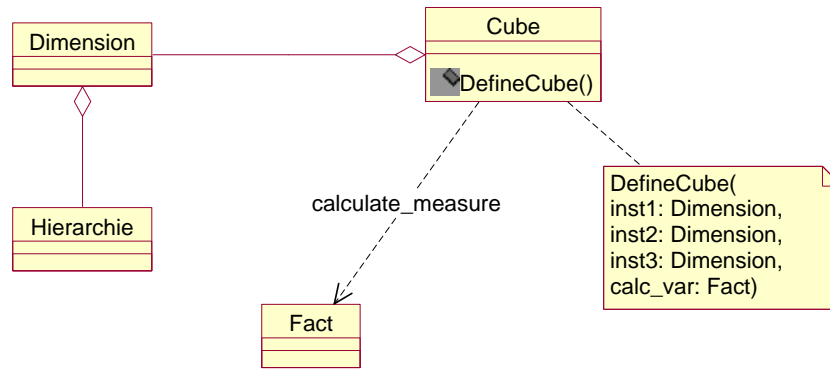 Cube
Dimension
DefineCube()
DefineCube(
inst1: Dimension,
inst2: Dimension,
inst3: Dimension,
calc_var: Fact)
calculate_measure
Hierarchie
Fact